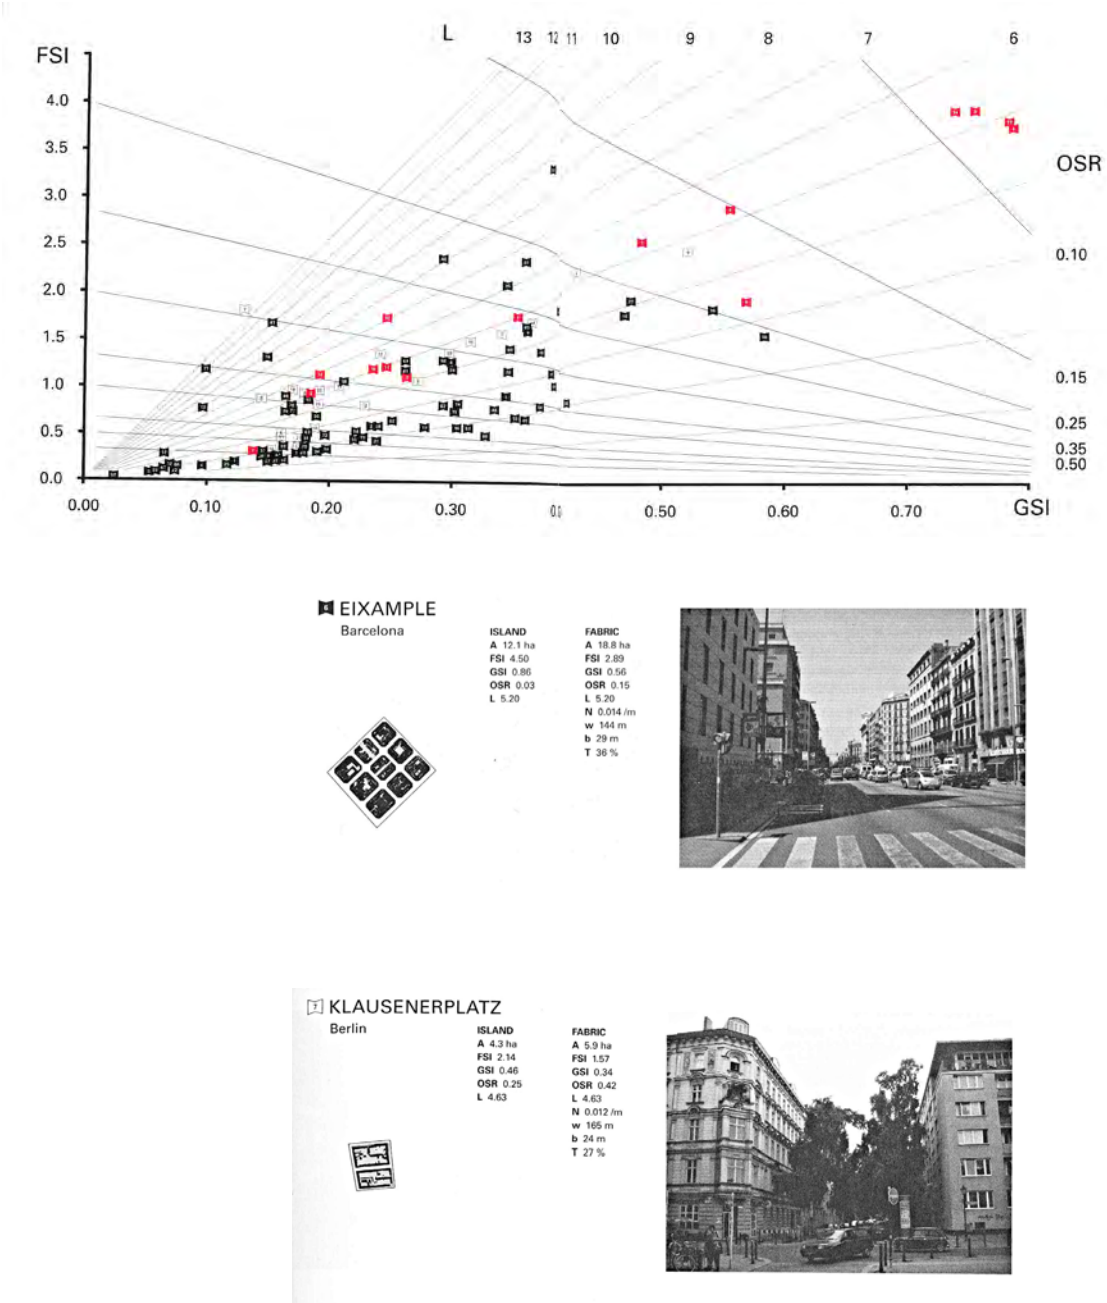 L 13 12 11 10 9 8 7 6
FSI
4.0
3.5
3.0
2.5
2.0
1.5
1.0
0.5
0.0
OSR
0.10
0.15
0.25
0.35
0.50
0.00 0.10 0.20 0.30 0.50 0.60 0.70 GSI
EIXAMPLE
Barcelona
ISLAND
A 12.1 ha
FSI 4.50
GSI 0.86
OSR 0.03
L 5.20
FABRIC
A 18.8 ha
FSI 2.89
GSI 0.56
OSR 0.15
L 5.20
N 0.014 /m
w 144 m
b 29 m
T 36 %
7 KLAUSENERPLATZ
Berlin
ISLAND
A 4.3 ha
FSI 2.14
GSI 0.46
OSR 0.25
L 4.63
FABRIC
A 5.9 ha
FSI 1.57
GSI 0.34
OSR 0.42
L 4.63
N 0.012 /m
w 165 m
b 24 m
T 27 %